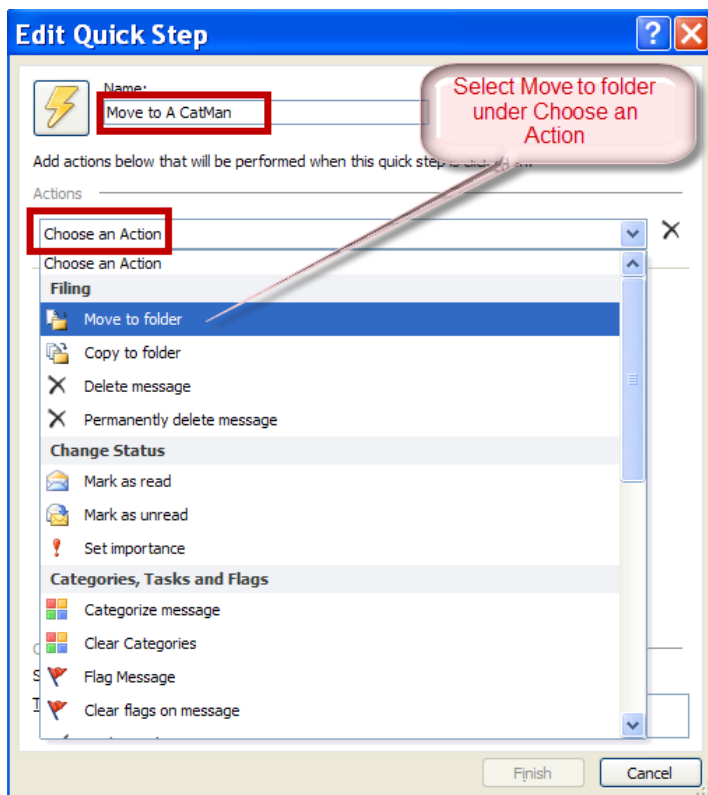 Edit Quick Step
Name:
Move to A CatMan
Select Move to folder
under Choose an
Action
Add actions below that will be performed when this quick step is
Actions
Choose an Action
Choose an Action
Filing
Move to folder
Copy to folder
Delete message
Permanently delete message
Change Status
Mark as read
Mark as unread
Set importance
Categories, Tasks and Flags
Categorize message
Clear Categories
Flag Message
Clear flags on message
Finish
Cancel